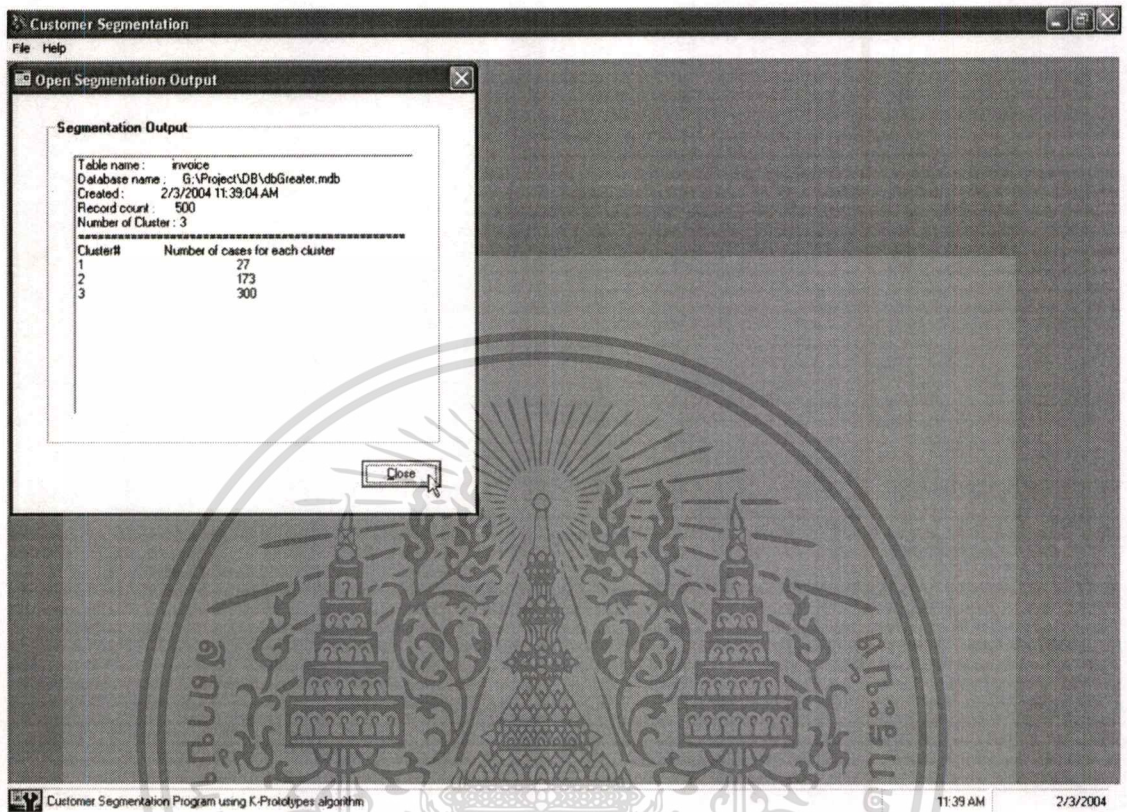 Customer Segmentation
File Help
Open Segmentation Output
Segmentation Output
Table name : invoice
Database name : G:\Project\DB\dbGreater.mdb
Created : 2/3/2004 11:39:04 AM
Record count : 500
Number of Cluster : 3
Cluster# Number of cases for each cluster
1 27
2 173
3 300
Close
Customer Segmentation Program using K-Prototypes algorithm
11:39 AM 2/3/2004